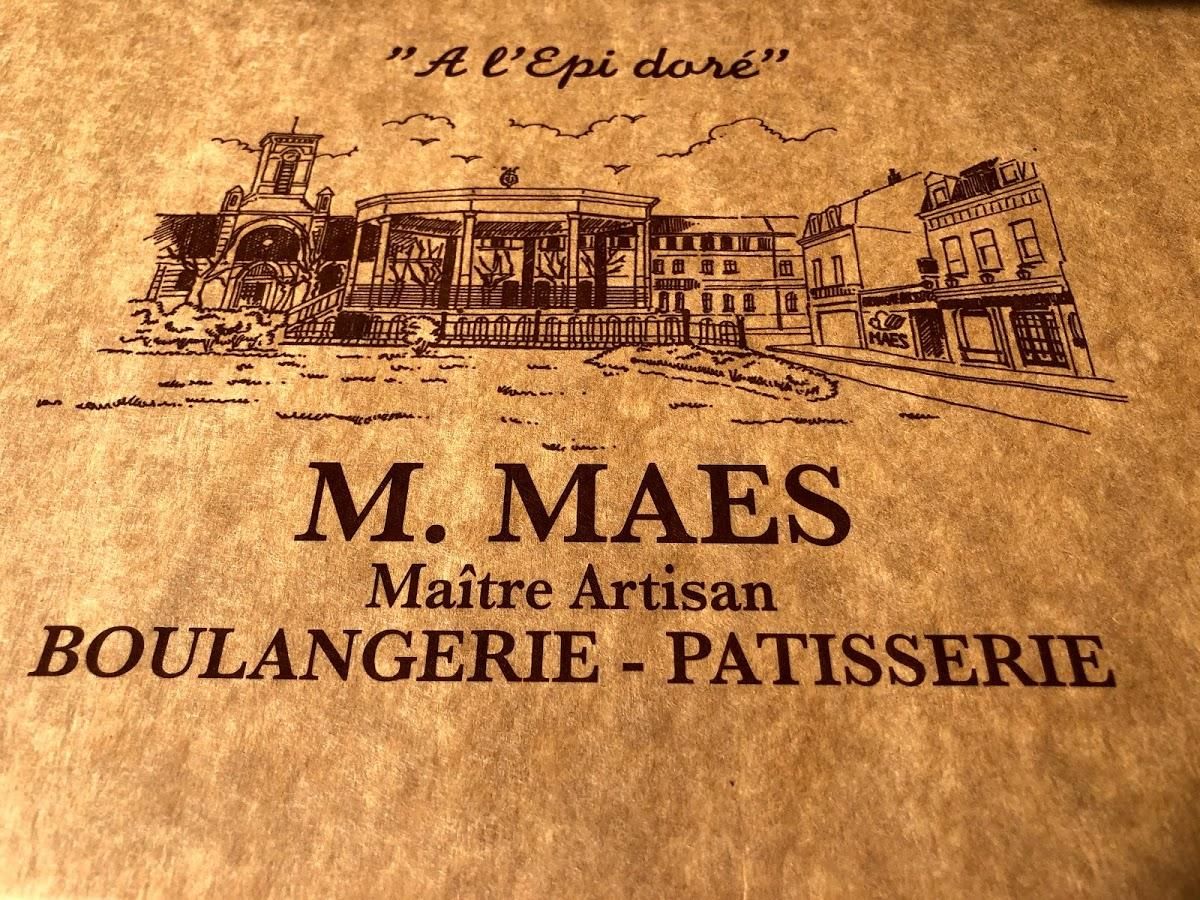 ”A l’Epi doré”
MAES
M. MAES
Maître Artisan
BOULANGERIE - PATISSERIE